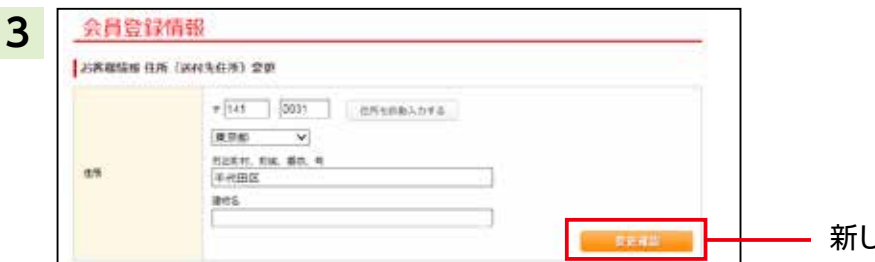 3
会員登録情報
お客様情報 住所（送付先住所）変更
住所
〒 141 0031 住所を自動入力する
東京都
市区町村、町域、番地、号
千代田区
建物名
変更確認
新し